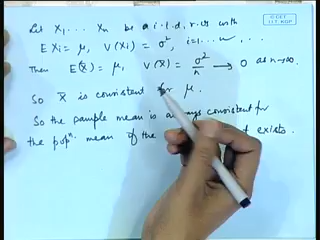 © CET
I.I.T. KGP
Let X₁, ... Xn be a i.i.d. r.v.s with
E Xi = μ, V(Xi) = σ², i=1...n, ...
Then E(X̄) = μ, V(X̄) = σ²/n → 0 as n→∞.
So X̄ is consistent for μ.
So the sample mean is always consistent for
the popⁿ. mean of the exists.